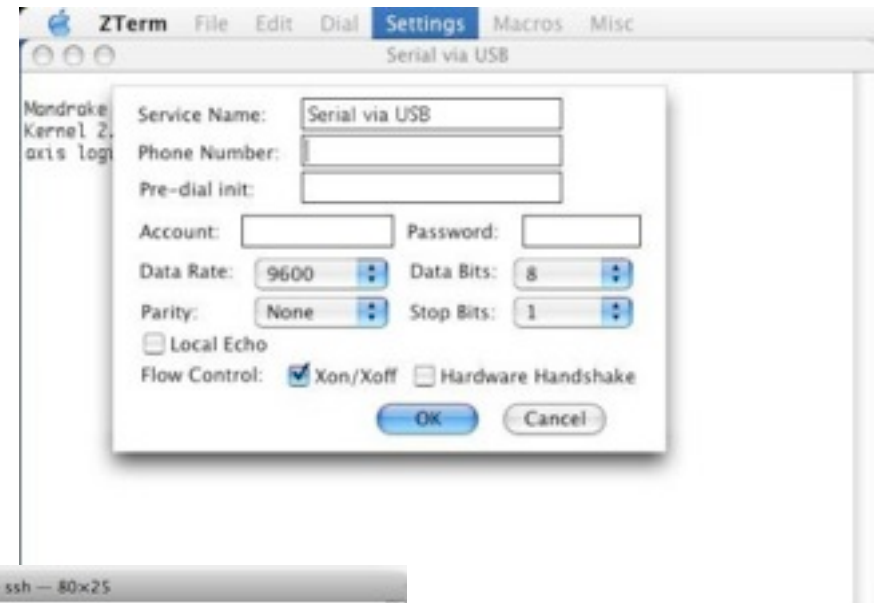 ZTerm File Edit Dial Settings Macros Misc
Serial via USB
Mandrake
Kernel 2.
axis logi
Service Name: Serial via USB
Phone Number:
Pre-dial init:
Account: Password:
Data Rate: 9600 Data Bits: 8
Parity: None Stop Bits: 1
Local Echo
Flow Control: Xon/Xoff Hardware Handshake
OK Cancel
ssh — 80×25